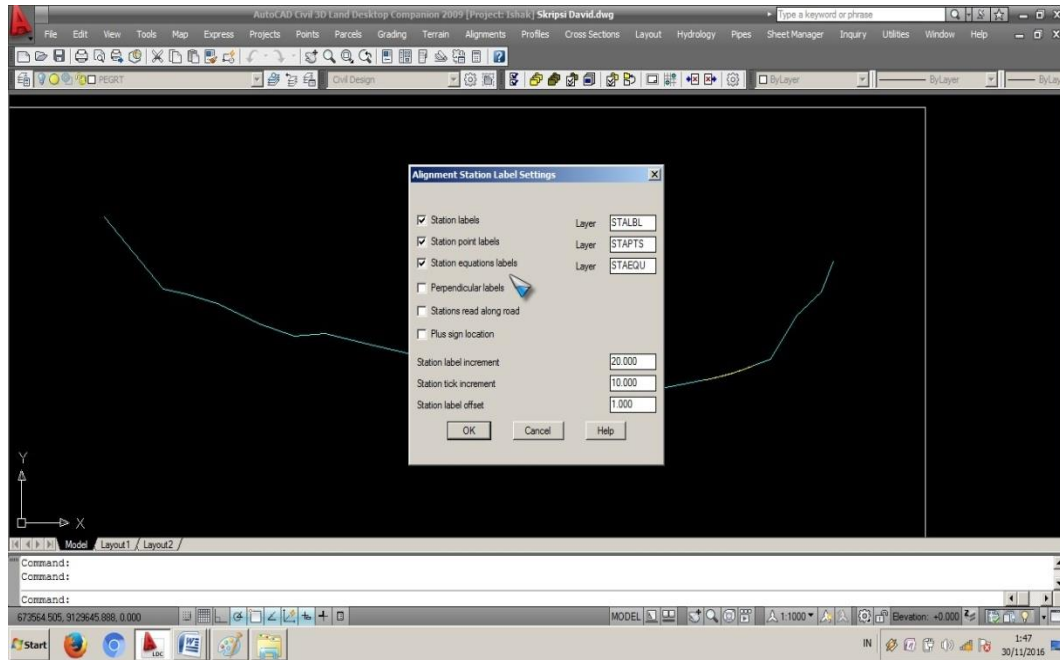 AutoCAD Civil 3D Land Desktop Companion 2009 [Project: Ishak] Skripsi David.dwg
Type a keyword or phrase
File Edit View Tools Map Express Projects Points Parcels Grading Terrain Alignments Profiles Cross Sections Layout Hydrology Pipes Sheet Manager Inquiry Utilities Window Help
PEGRT
Civil Design
ByLayer
ByLayer
Alignment Station Label Settings
Station labels Layer STALBL
Station point labels Layer STAPTS
Station equations labels Layer STAEQU
Perpendicular labels
Stations read along road
Plus sign location
Station label increment 20.000
Station tick increment 10.000
Station label offset 1.000
OK Cancel Help
Y
X
Model Layout1 Layout2
Command:
Command:
Command:
673564.505, 9129645.888, 0.000 MODEL 1:1000 Elevation: +0.000
Start LDC IN 1:47
30/11/2016